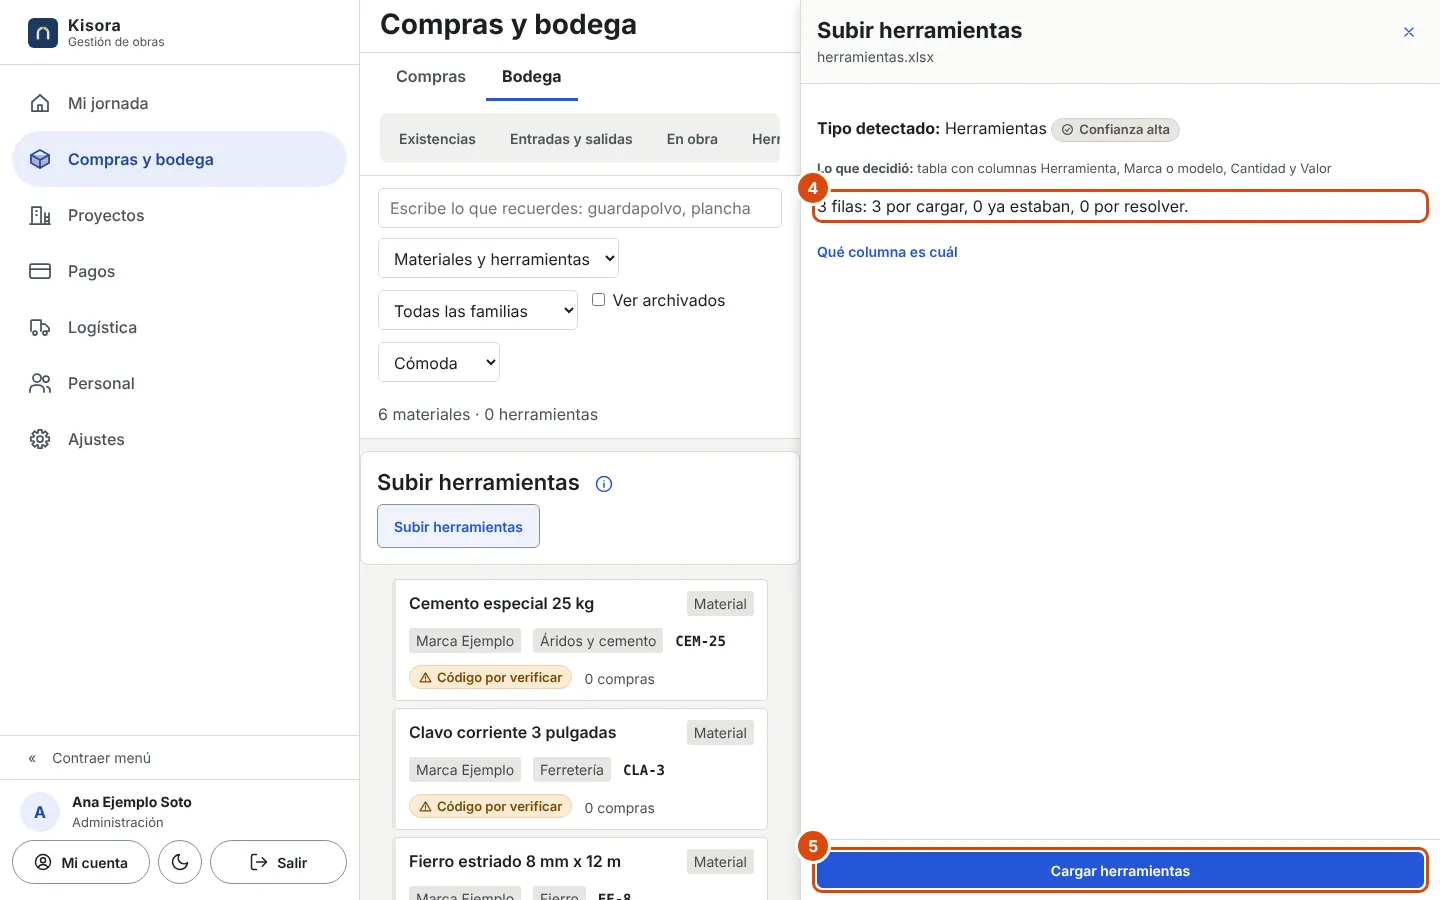 Kisora
Gestión de obras
Mi jornada
Compras y bodega
Proyectos
Pagos
Logística
Personal
Ajustes
« Contraer menú
A
Ana Ejemplo Soto
Administración
Mi cuenta
Salir
Compras y bodega
Compras
Bodega
Existencias
Entradas y salidas
En obra
Escribe lo que recuerdes: guardapolvo, plancha
Materiales y herramientas
Todas las familias
Ver archivados
Cómoda
6 materiales · 0 herramientas
Subir herramientas
Subir herramientas
Cemento especial 25 kg
Material
Marca Ejemplo
Áridos y cemento
CEM-25
Código por verificar
0 compras
Clavo corriente 3 pulgadas
Material
Marca Ejemplo
Ferretería
CLA-3
Código por verificar
0 compras
Fierro estriado 8 mm x 12 m
Material
Marca Ejemplo
Fierro
Subir herramientas
herramientas.xlsx
Tipo detectado: Herramientas
Confianza alta
Lo que decidió: tabla con columnas Herramienta, Marca o modelo, Cantidad y Valor
4
3 filas: 3 por cargar, 0 ya estaban, 0 por resolver.
Qué columna es cuál
5
Cargar herramientas